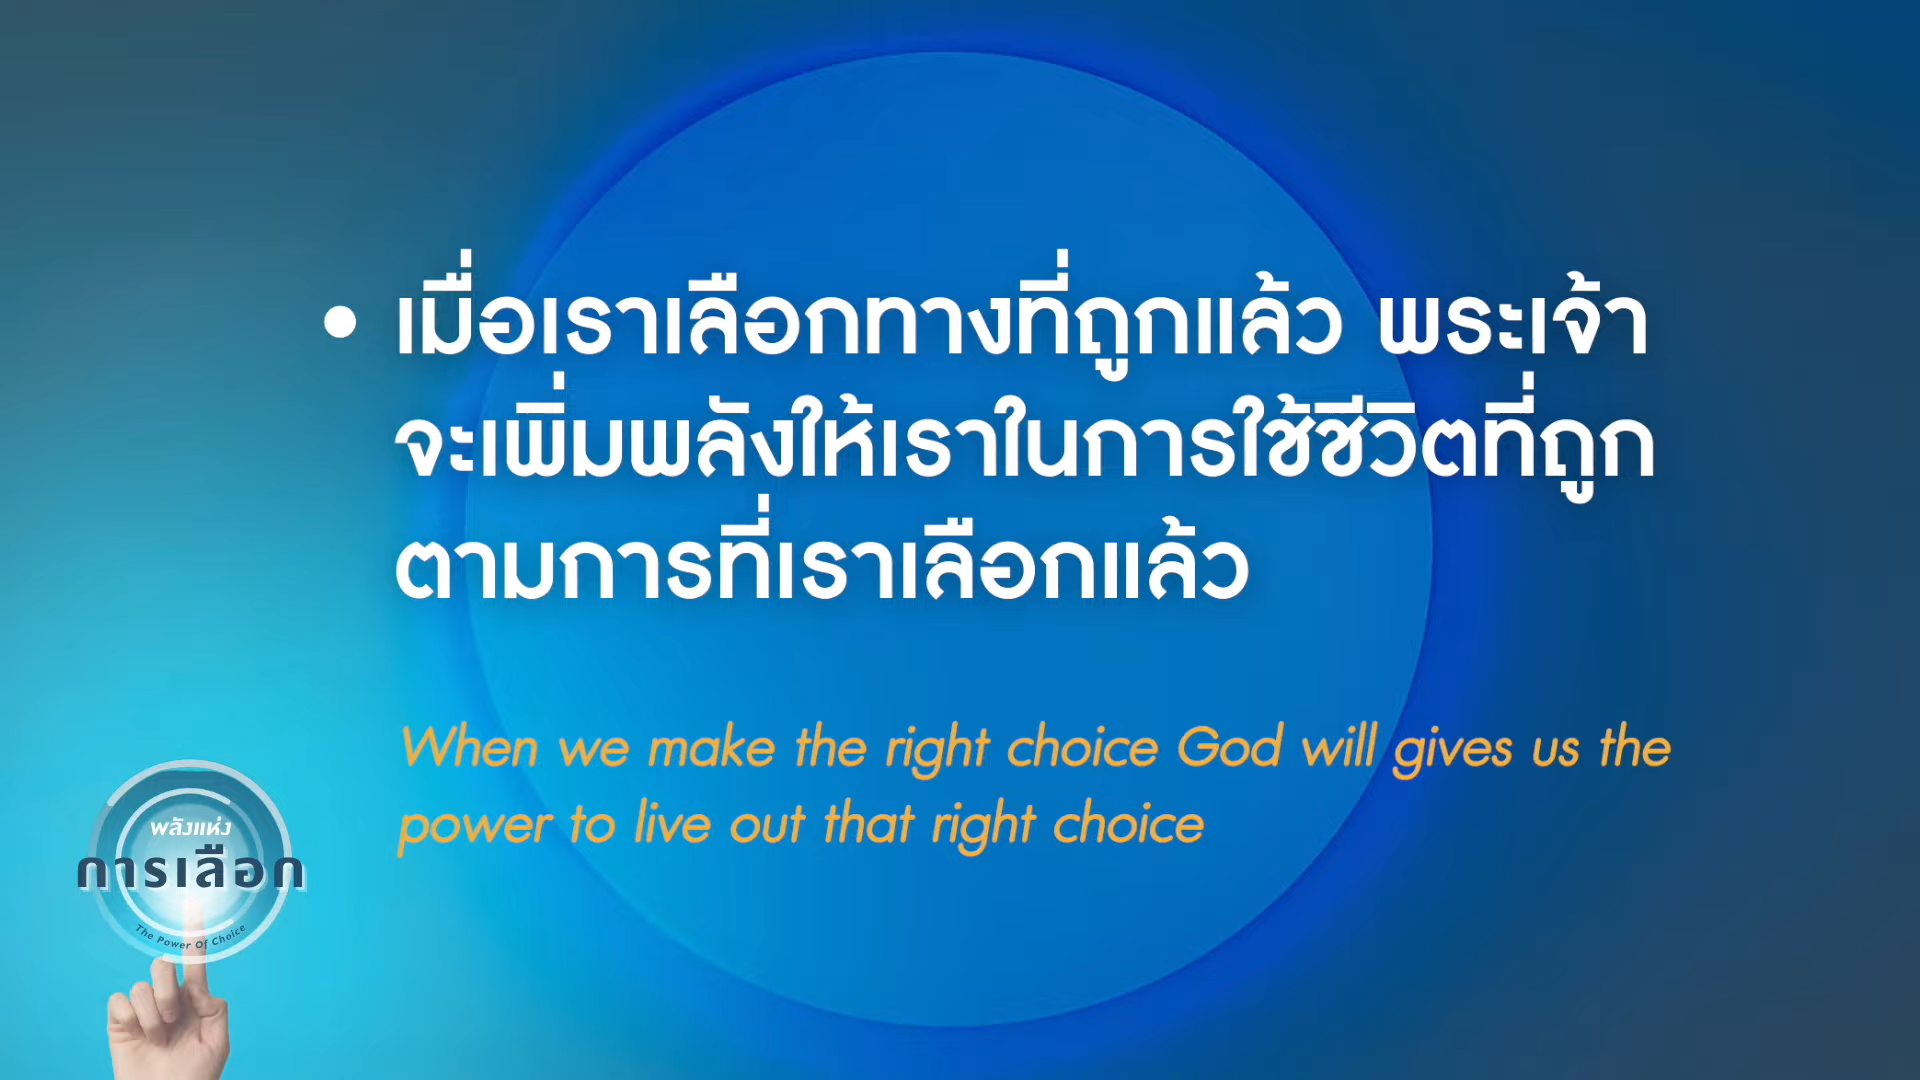 • เมื่อเราเลือกทางที่ถูกแล้ว พระเจ้า
จะเพิ่มพลังให้เราในการใช้ชีวิตที่ถูก
ตามการที่เราเลือกแล้ว
When we make the right choice God will gives us the
power to live out that right choice
พลังแห่ง
การเลือก
The Power Of Choice